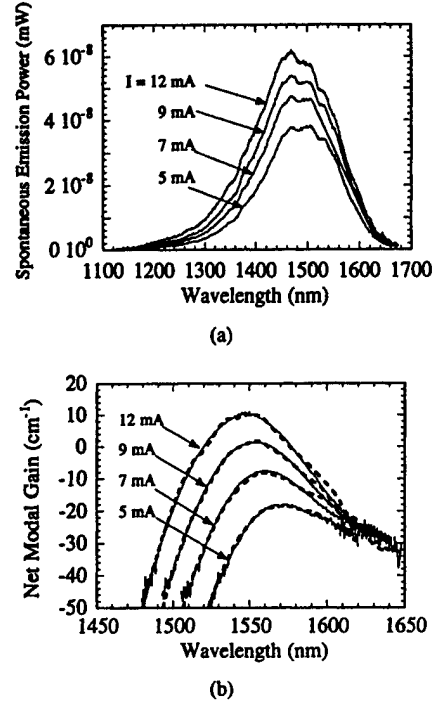 Spontaneous Emission Power (mW)
6 10⁻⁸
4 10⁻⁸
2 10⁻⁸
0 10⁰
I = 12 mA
9 mA
7 mA
5 mA
1100 1200 1300 1400 1500 1600 1700
Wavelength (nm)
(a)
Net Modal Gain (cm⁻¹)
20
10
0
-10
-20
-30
-40
-50
12 mA
9 mA
7 mA
5 mA
1450 1500 1550 1600 1650
Wavelength (nm)
(b)